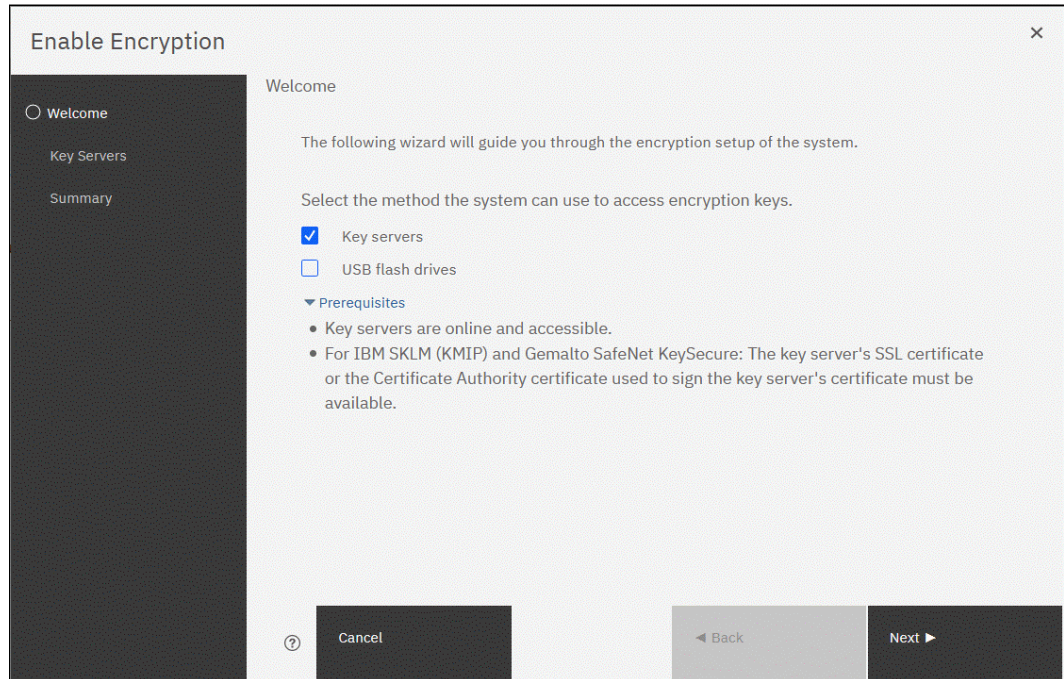 Enable Encryption
Welcome
Key Servers
Summary
Welcome
The following wizard will guide you through the encryption setup of the system.
Select the method the system can use to access encryption keys.
Key servers
USB flash drives
Prerequisites
Key servers are online and accessible.
For IBM SKLM (KMIP) and Gemalto SafeNet KeySecure: The key server's SSL certificate
or the Certificate Authority certificate used to sign the key server's certificate must be
available.
Cancel
Back
Next